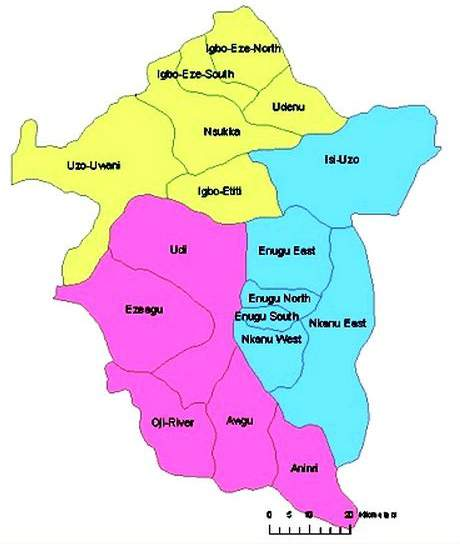 Igbo-Eze-North
Igbo-Eze-South
Udenu
Nsukka
Isi-Uzo
Uzo-Uwani
Igbo-Etiti
Udi
Enugu East
Enugu North
Ezeagu
Enugu South
Nkanu East
Nkanu West
Oji-River
Awgu
Aninri
0 5 10 20 Kilometers